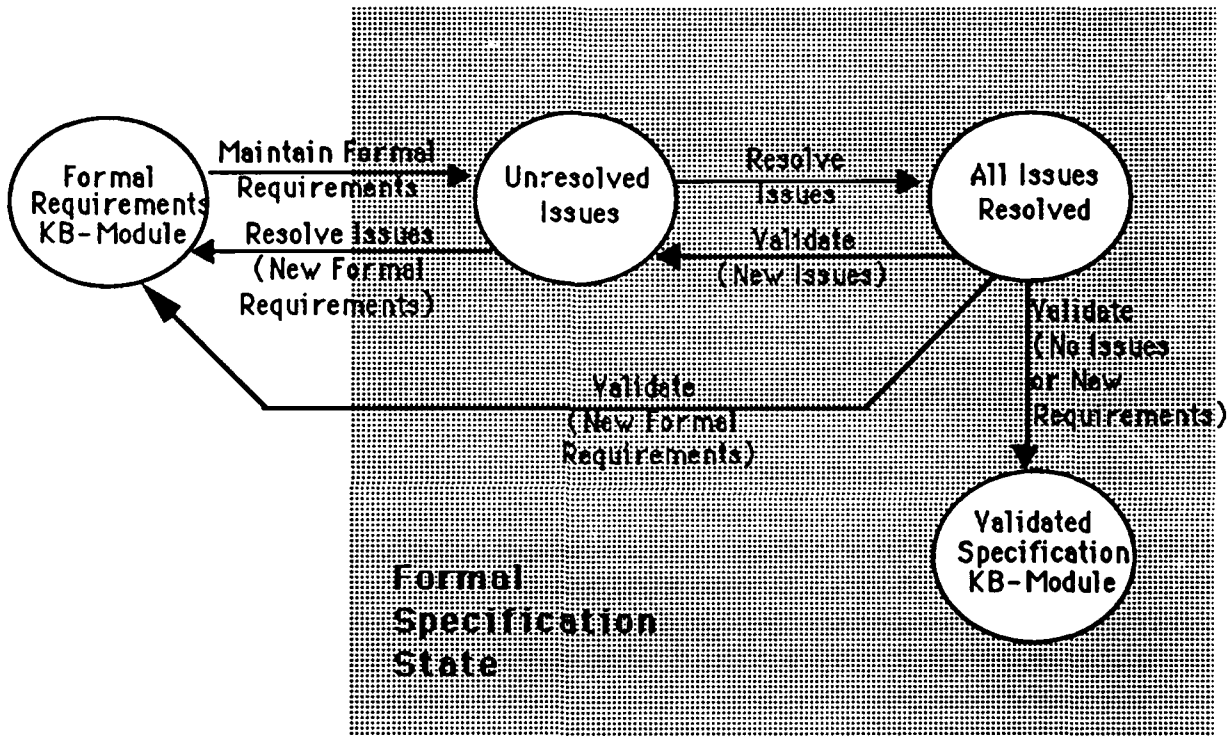 Formal
Requirements
KB-Module
Maintain Formal
Requirements
Resolve Issues
(New Formal
Requirements)
Unresolved
Issues
Resolve
Issues
Validate
(New Issues)
All Issues
Resolved
Validate
(No Issues
or New
Requirements)
Validate
(New Formal
Requirements)
Validated
Specification
KB-Module
Formal
Specification
State